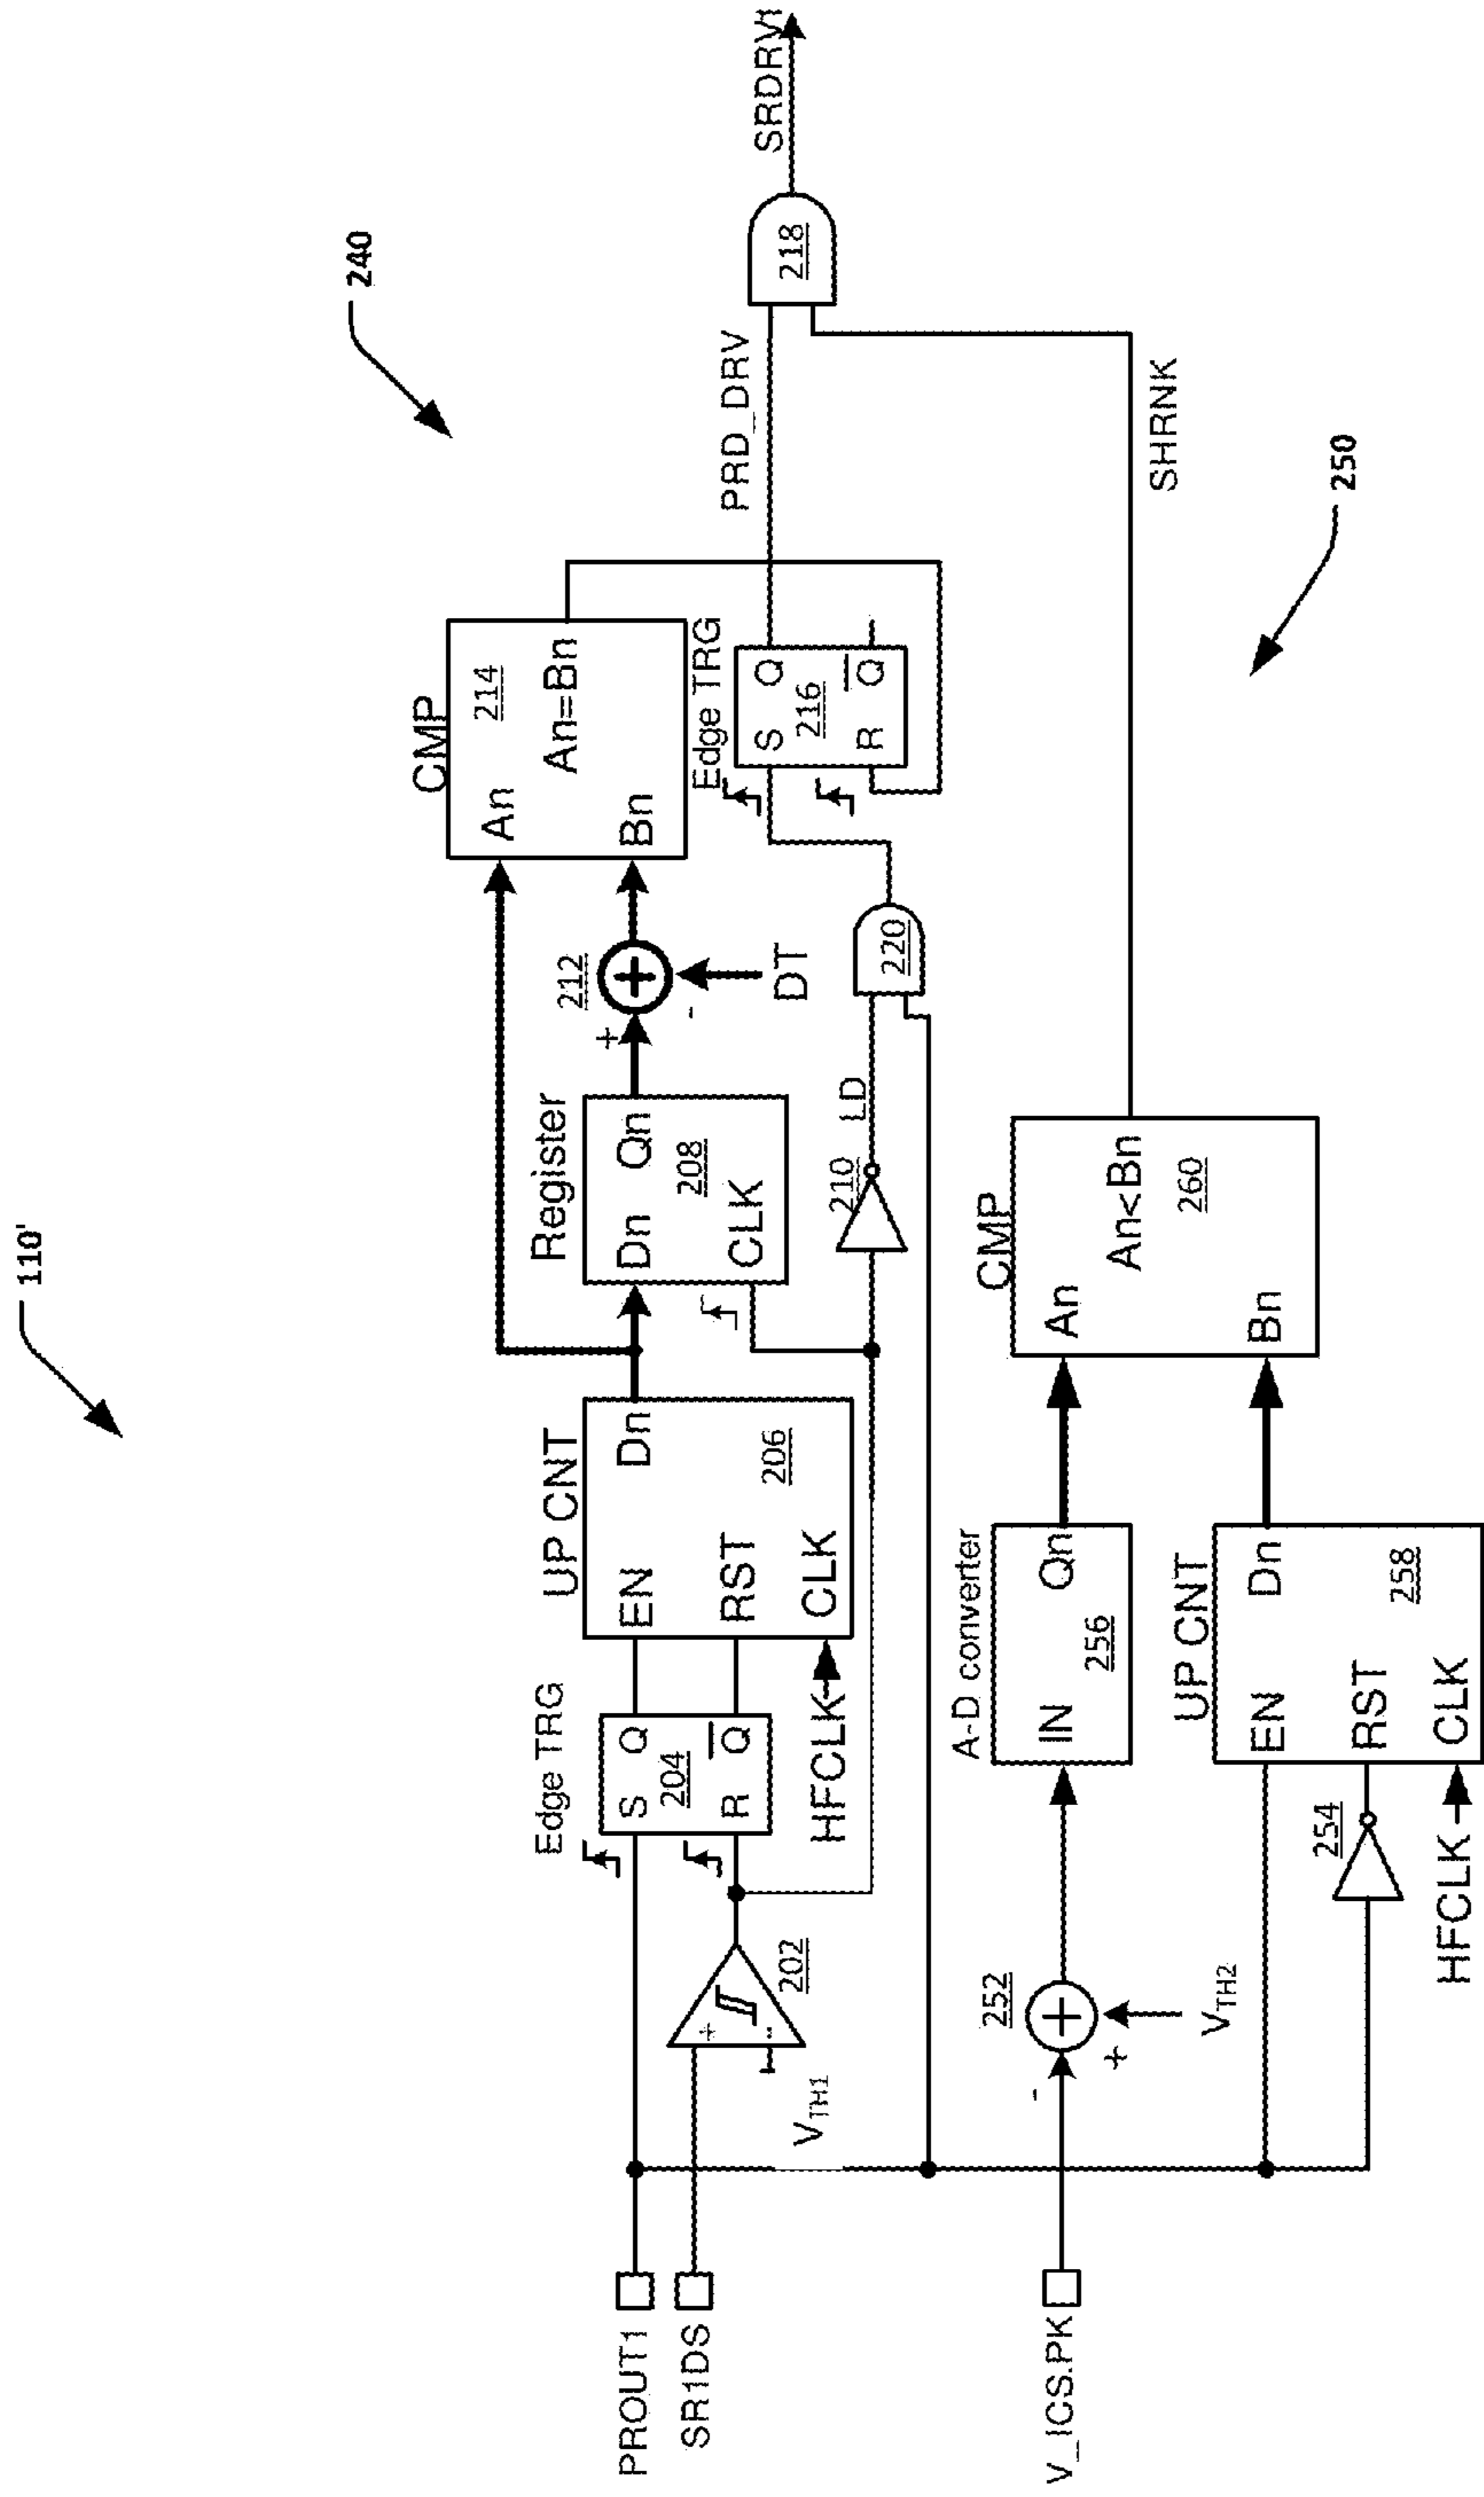 110'
240
CMP
An
214
An=Bn
Bn
Edge TRG
S Q
216
R Q
PRD_DRV
218
SRDRV1
212
+
-
DT
Register
Dn Qn
208
CLK
210
LD
220
UP CNT
EN Dn
RST
206
CLK
Edge TRG
S Q
204
R Q
HFCLK
202
+
-
VTH1
PROUT1
SR1DS
V_ICS.PK
252
-
+
VTH2
A-D converter
IN Qn
256
UP CNT
EN Dn
RST
258
CLK
254
HFCLK
CMP
An
An<Bn
260
Bn
SHRNK
250